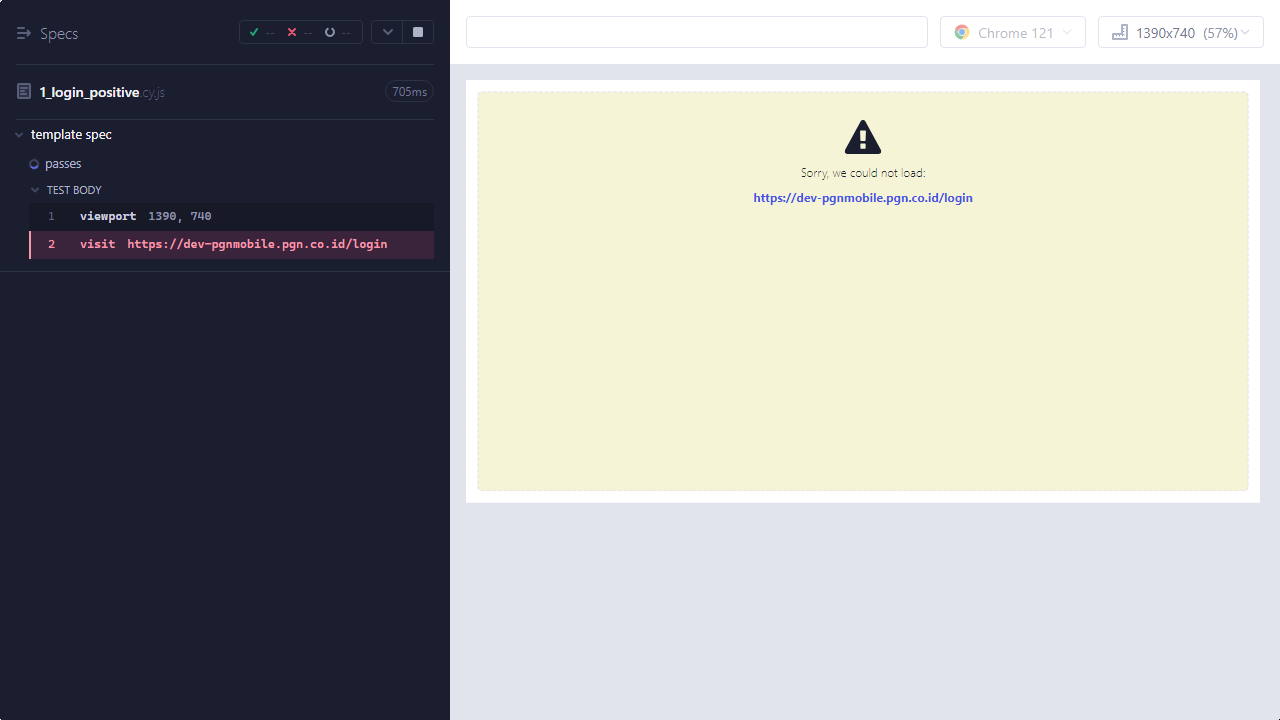 Specs
-- -- --
1_login_positive.cy.js
705ms
template spec
passes
TEST BODY
1 viewport 1390, 740
2 visit https://dev-pgnmobile.pgn.co.id/login
Chrome 121
1390x740 (57%)
Sorry, we could not load:
https://dev-pgnmobile.pgn.co.id/login